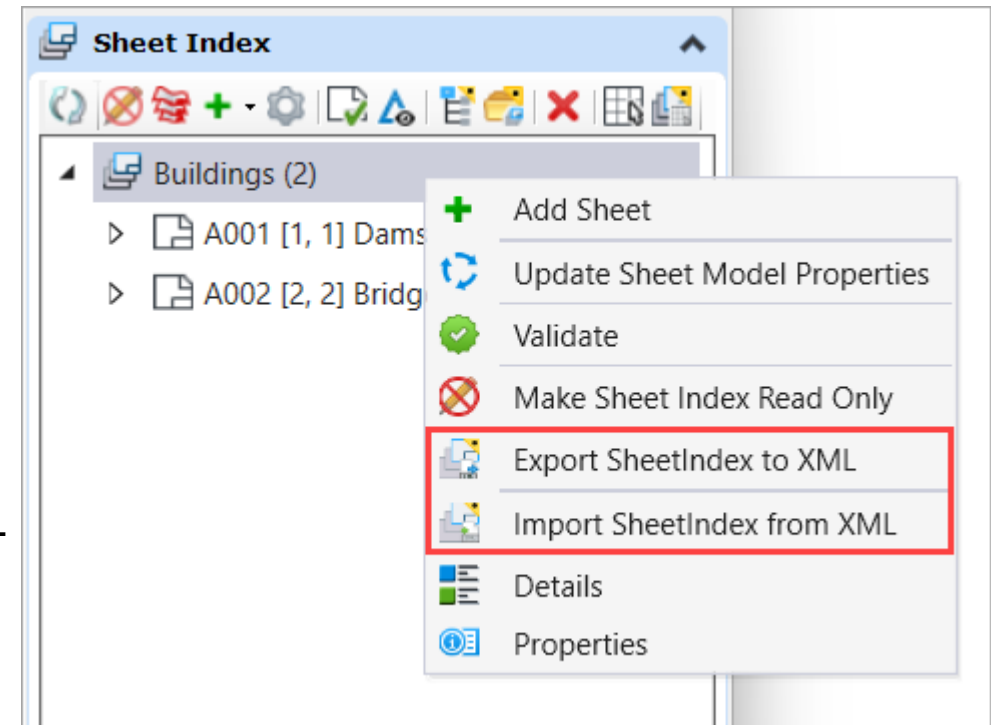 Sheet Index
Buildings (2)
A001 [1, 1] Dams
A002 [2, 2] Bridg
Add Sheet
Update Sheet Model Properties
Validate
Make Sheet Index Read Only
Export SheetIndex to XML
Import SheetIndex from XML
Details
Properties